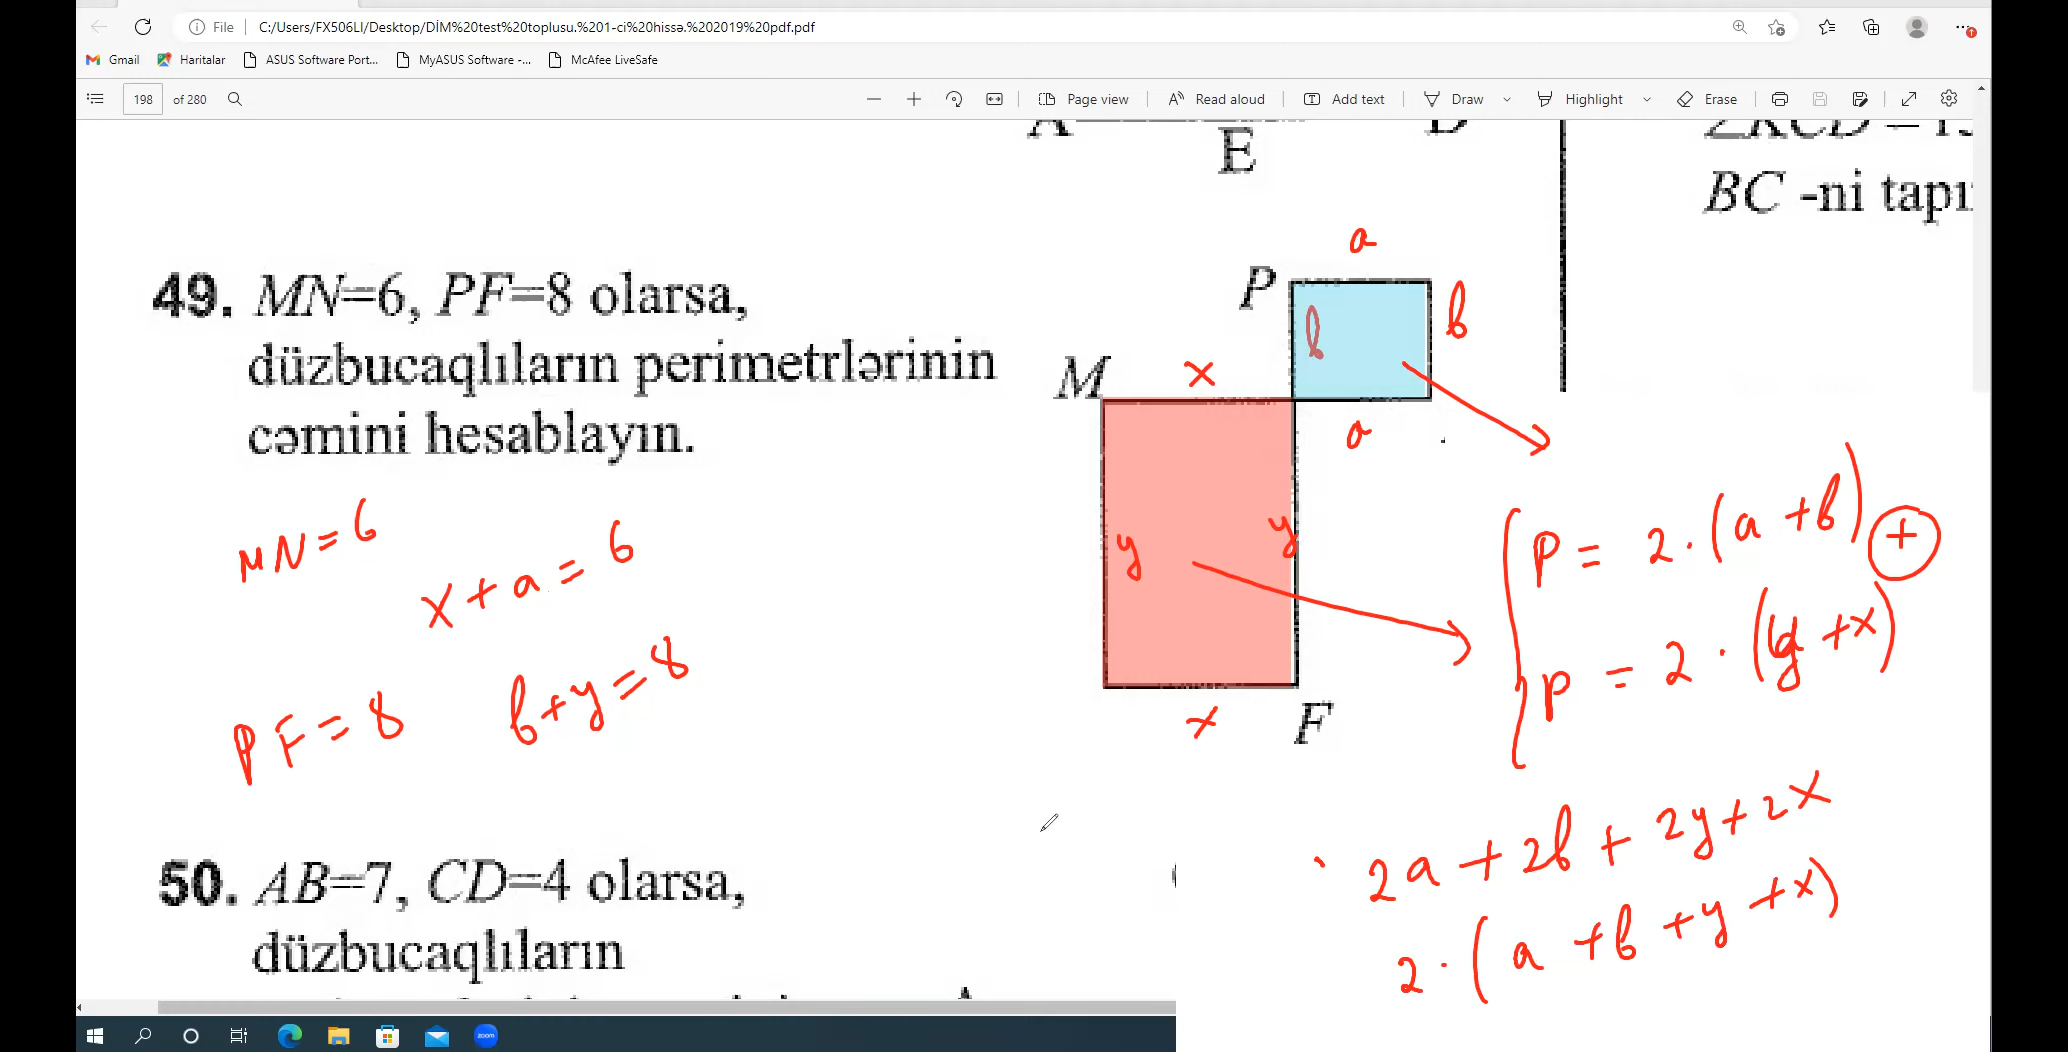 File C:/Users/FX506LI/Desktop/DİM%20test%20toplusu.%201-ci%20hissə.%202019%20pdf.pdf
Gmail Haritalar ASUS Software Port... MyASUS Software -... McAfee LiveSafe
198 of 280 Page view Read aloud Add text Draw Highlight Erase
E
BC -ni tapı
49. MN=6, PF=8 olarsa,
düzbucaqlıların perimetrlərinin
cəmini hesablayın.
a
P
b
b
M
x
a
y
y
x
F
MN=6
x+a=6
PF=8
b+y=8
P= 2·(a+b)
+
P = 2·(y+x)
2a+2b+2y+2x
2·(a+b+y+x)
50. AB=7, CD=4 olarsa,
düzbucaqlıların
zoom